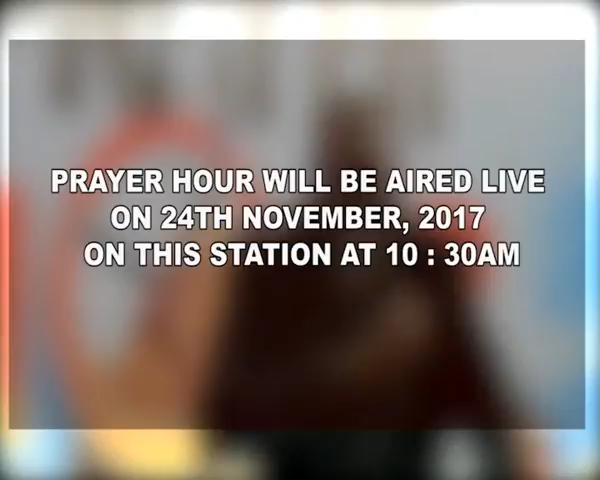 PRAYER HOUR WILL BE AIRED LIVE
ON 24TH NOVEMBER, 2017
ON THIS STATION AT 10 : 30AM